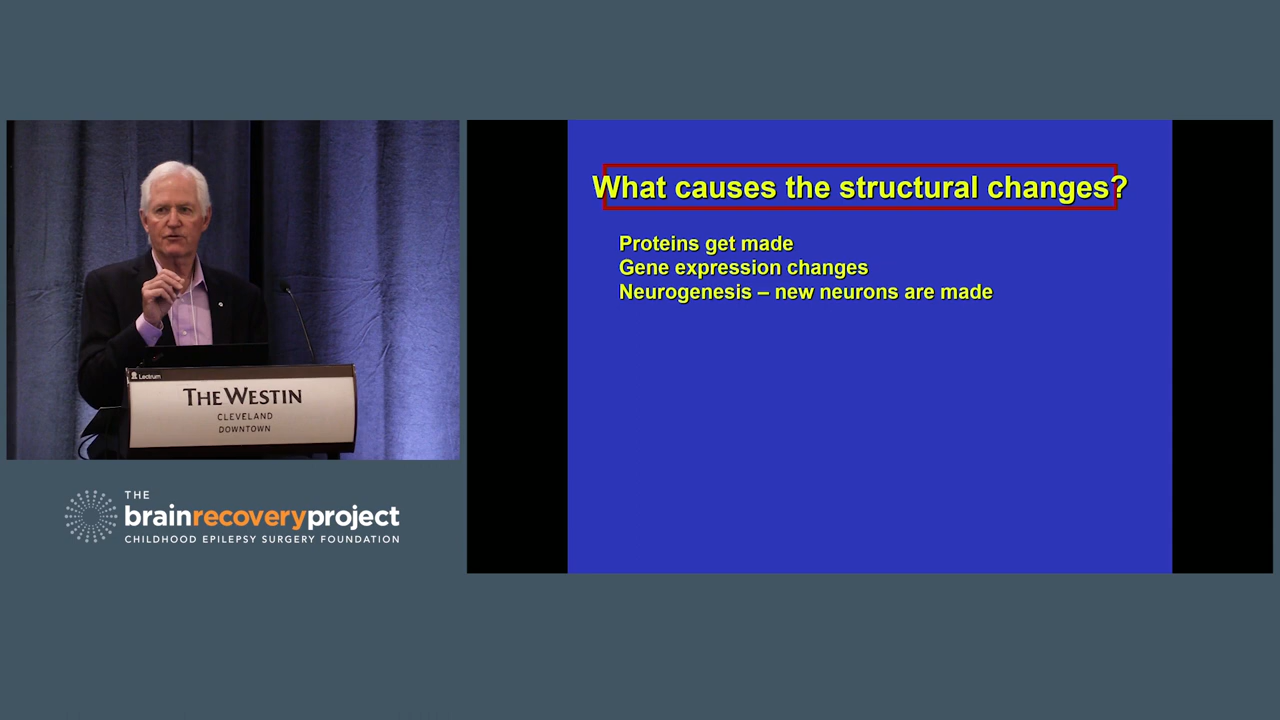 What causes the structural changes?
Proteins get made
Gene expression changes
Neurogenesis – new neurons are made
Lectrum
THE WESTIN
CLEVELAND
DOWNTOWN
THE
brainrecoveryproject
CHILDHOOD EPILEPSY SURGERY FOUNDATION